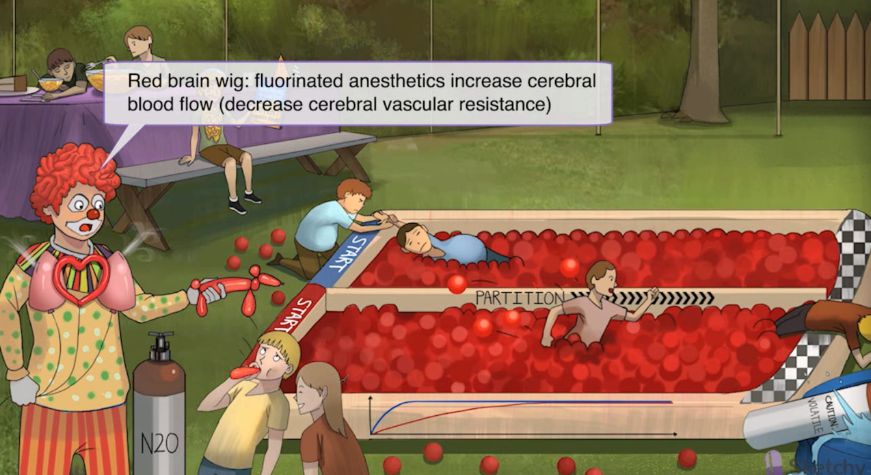 Red brain wig: fluorinated anesthetics increase cerebral
blood flow (decrease cerebral vascular resistance)
START
START
PARTITION
N2O
CAUTION
VOLATILE